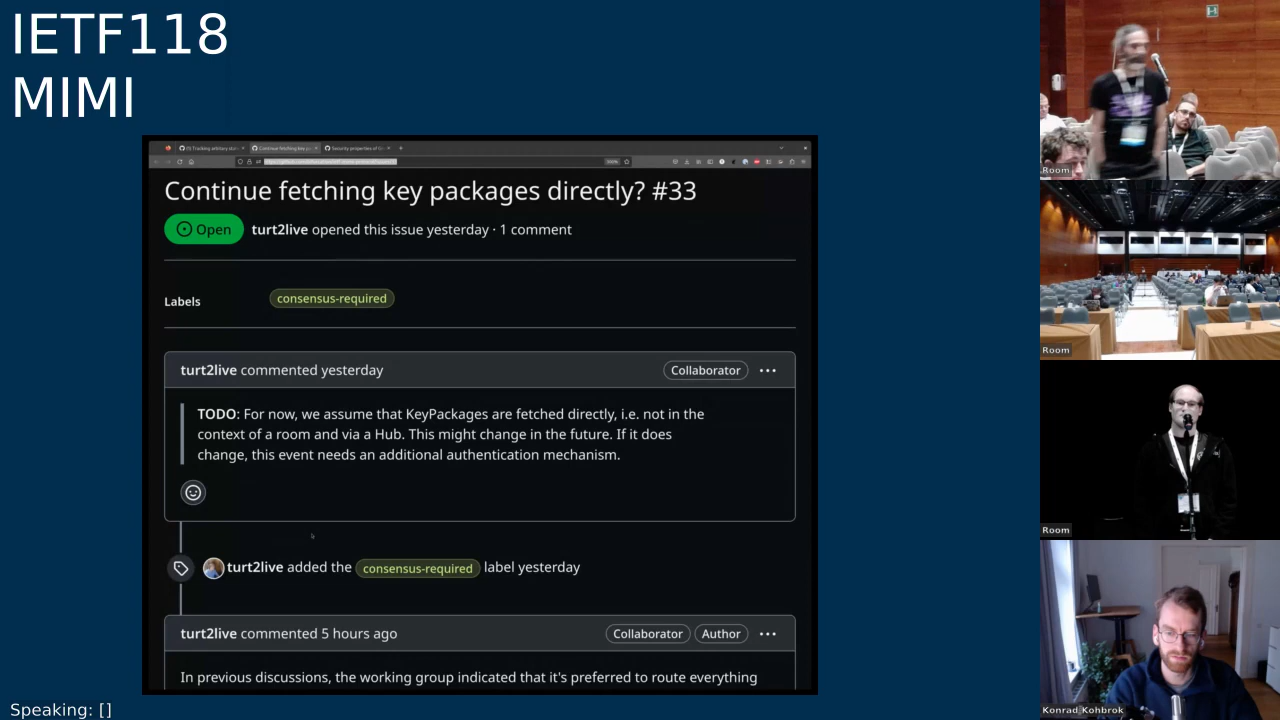 IETF118
MIMI
Continue fetching key packages directly? #33
Open turt2live opened this issue yesterday · 1 comment
Labels consensus-required
turt2live commented yesterday Collaborator
TODO: For now, we assume that KeyPackages are fetched directly, i.e. not in the
context of a room and via a Hub. This might change in the future. If it does
change, this event needs an additional authentication mechanism.
turt2live added the consensus-required label yesterday
turt2live commented 5 hours ago Collaborator Author
In previous discussions, the working group indicated that it's preferred to route everything
Room
Room
Room
Konrad Kohbrok
Speaking: []